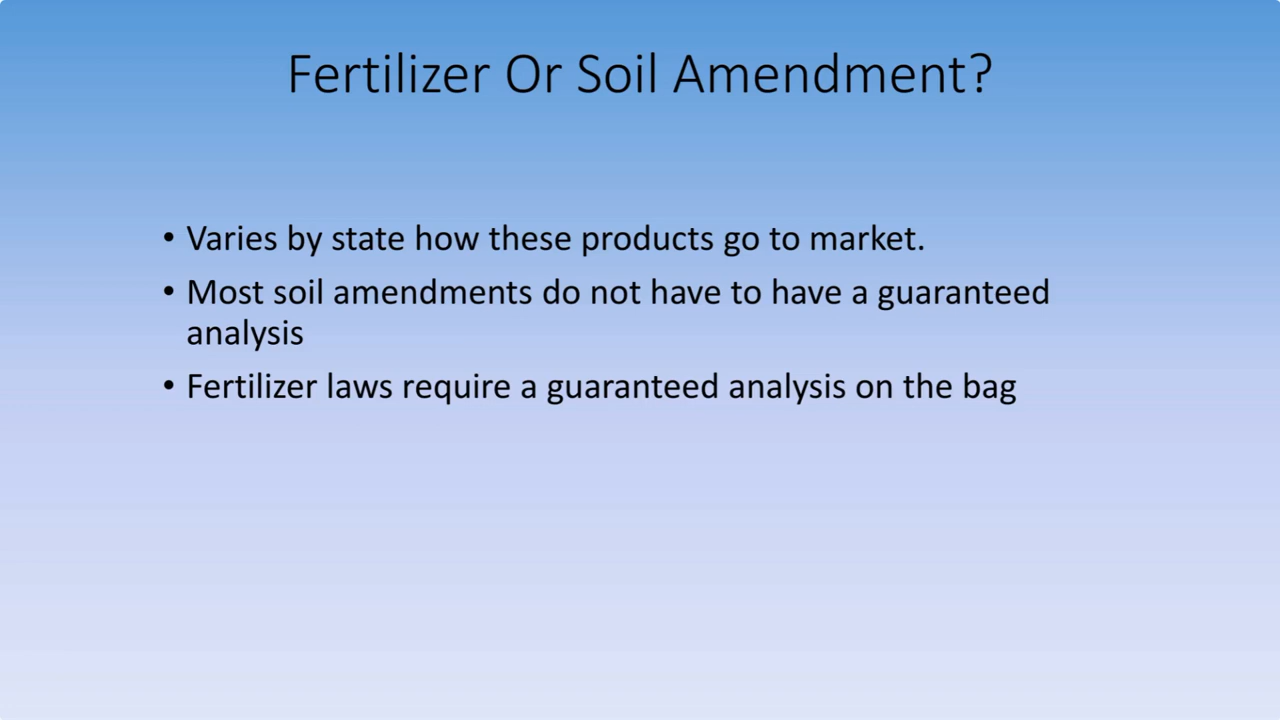 Fertilizer Or Soil Amendment?
• Varies by state how these products go to market.
• Most soil amendments do not have to have a guaranteed
analysis
• Fertilizer laws require a guaranteed analysis on the bag